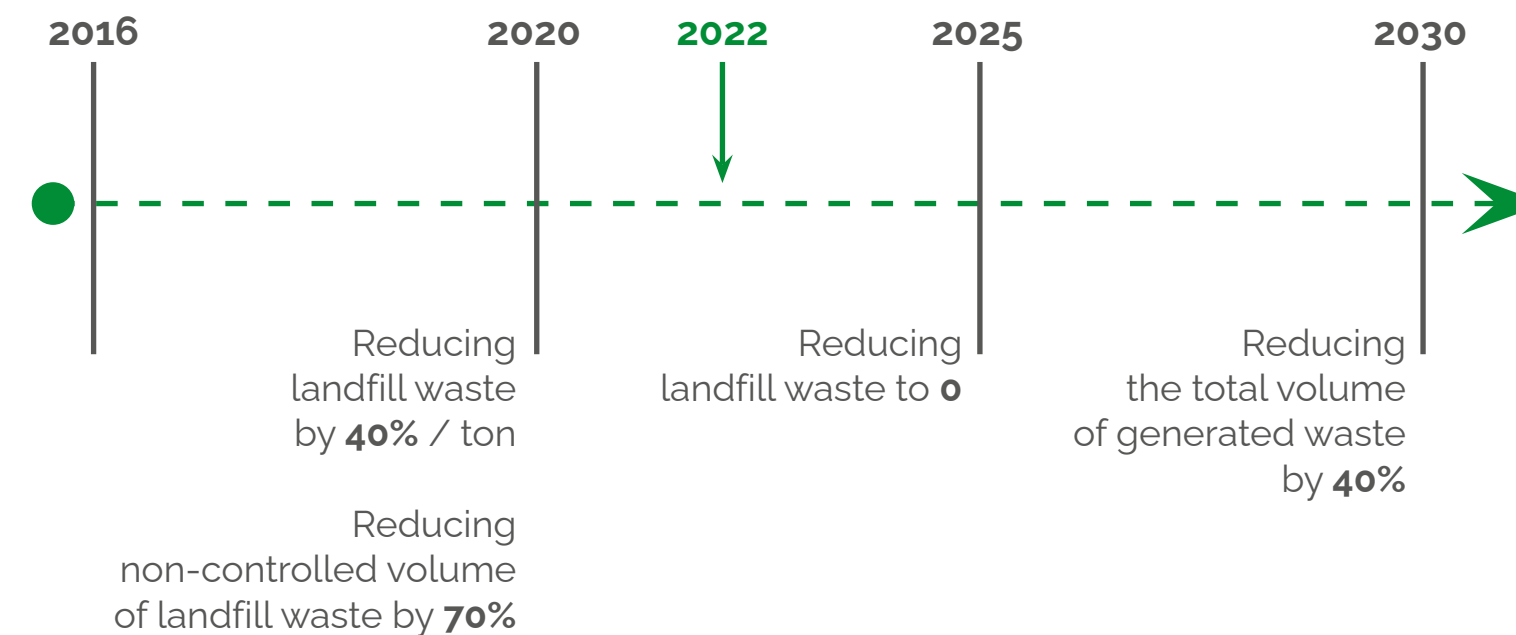 2016
2020
2022
2025
2030
Reducing
landfill waste
by 40% / ton
Reducing
non-controlled volume
of landfill waste by 70%
Reducing
landfill waste to 0
Reducing
the total volume
of generated waste
by 40%